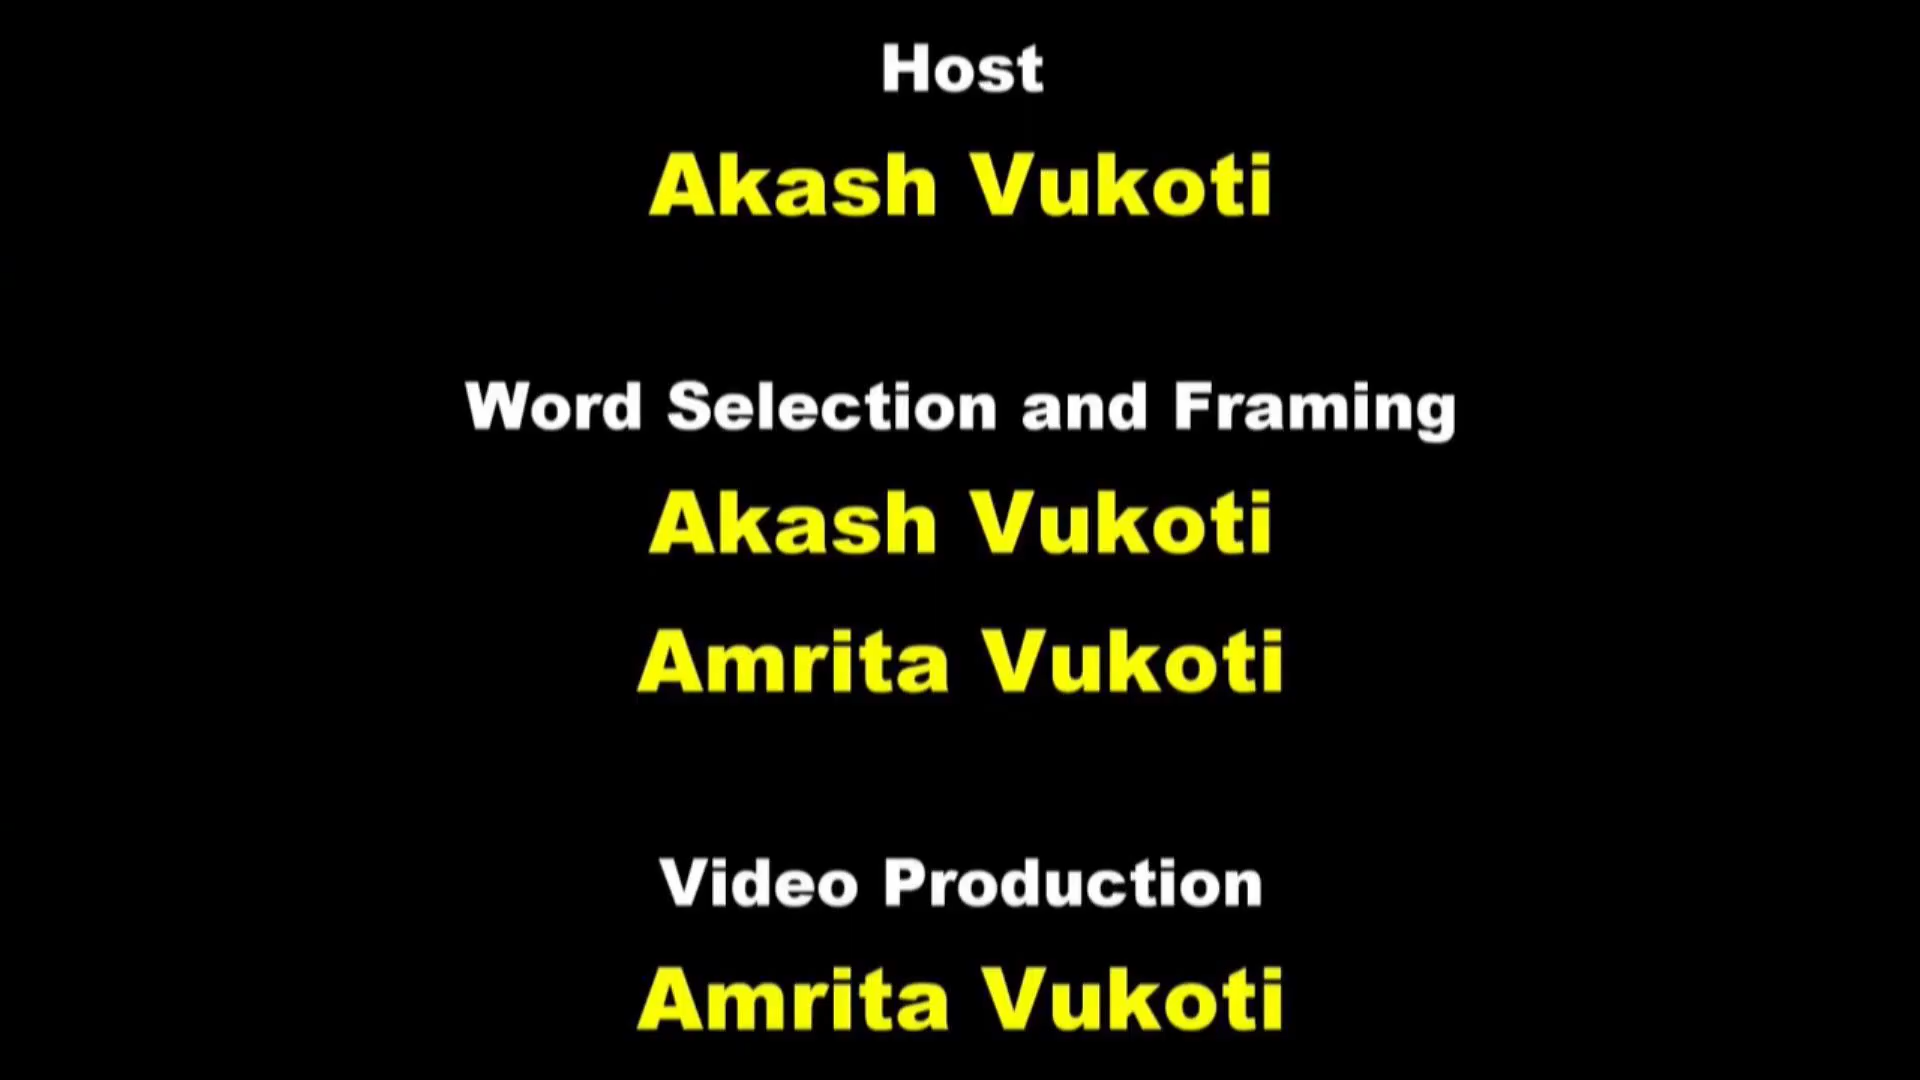 Host
Akash Vukoti
Word Selection and Framing
Akash Vukoti
Amrita Vukoti
Video Production
Amrita Vukoti